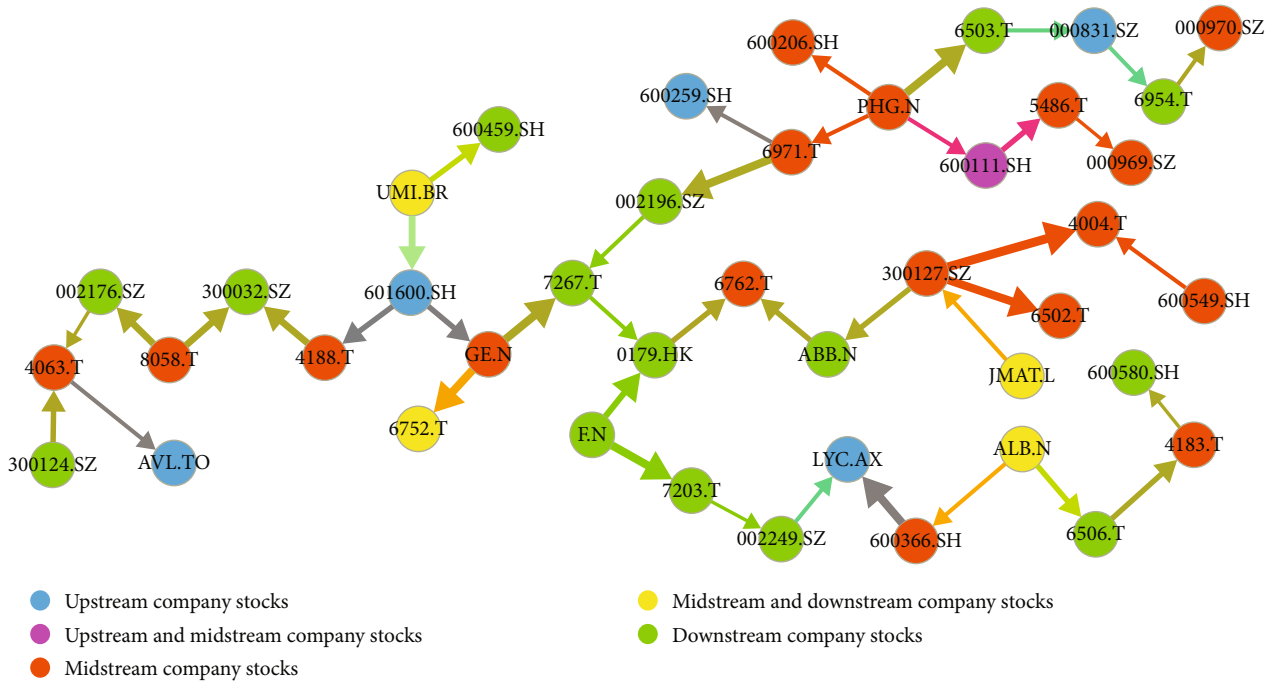 6503.T
000831.SZ
000970.SZ
600206.SH
600259.SH
PHG.N
5486.T
6954.T
600459.SH
6971.T
600111.SH
000969.SZ
UMI.BR
002196.SZ
4004.T
002176.SZ
300032.SZ
601600.SH
7267.T
6762.T
300127.SZ
600549.SH
6502.T
4063.T
8058.T
4188.T
GE.N
0179.HK
ABB.N
JMAT.L
600580.SH
6752.T
F.N
300124.SZ
AVL.TO
LYC.AX
ALB.N
4183.T
7203.T
002249.SZ
600366.SH
6506.T
Upstream company stocks
Upstream and midstream company stocks
Midstream company stocks
Midstream and downstream company stocks
Downstream company stocks